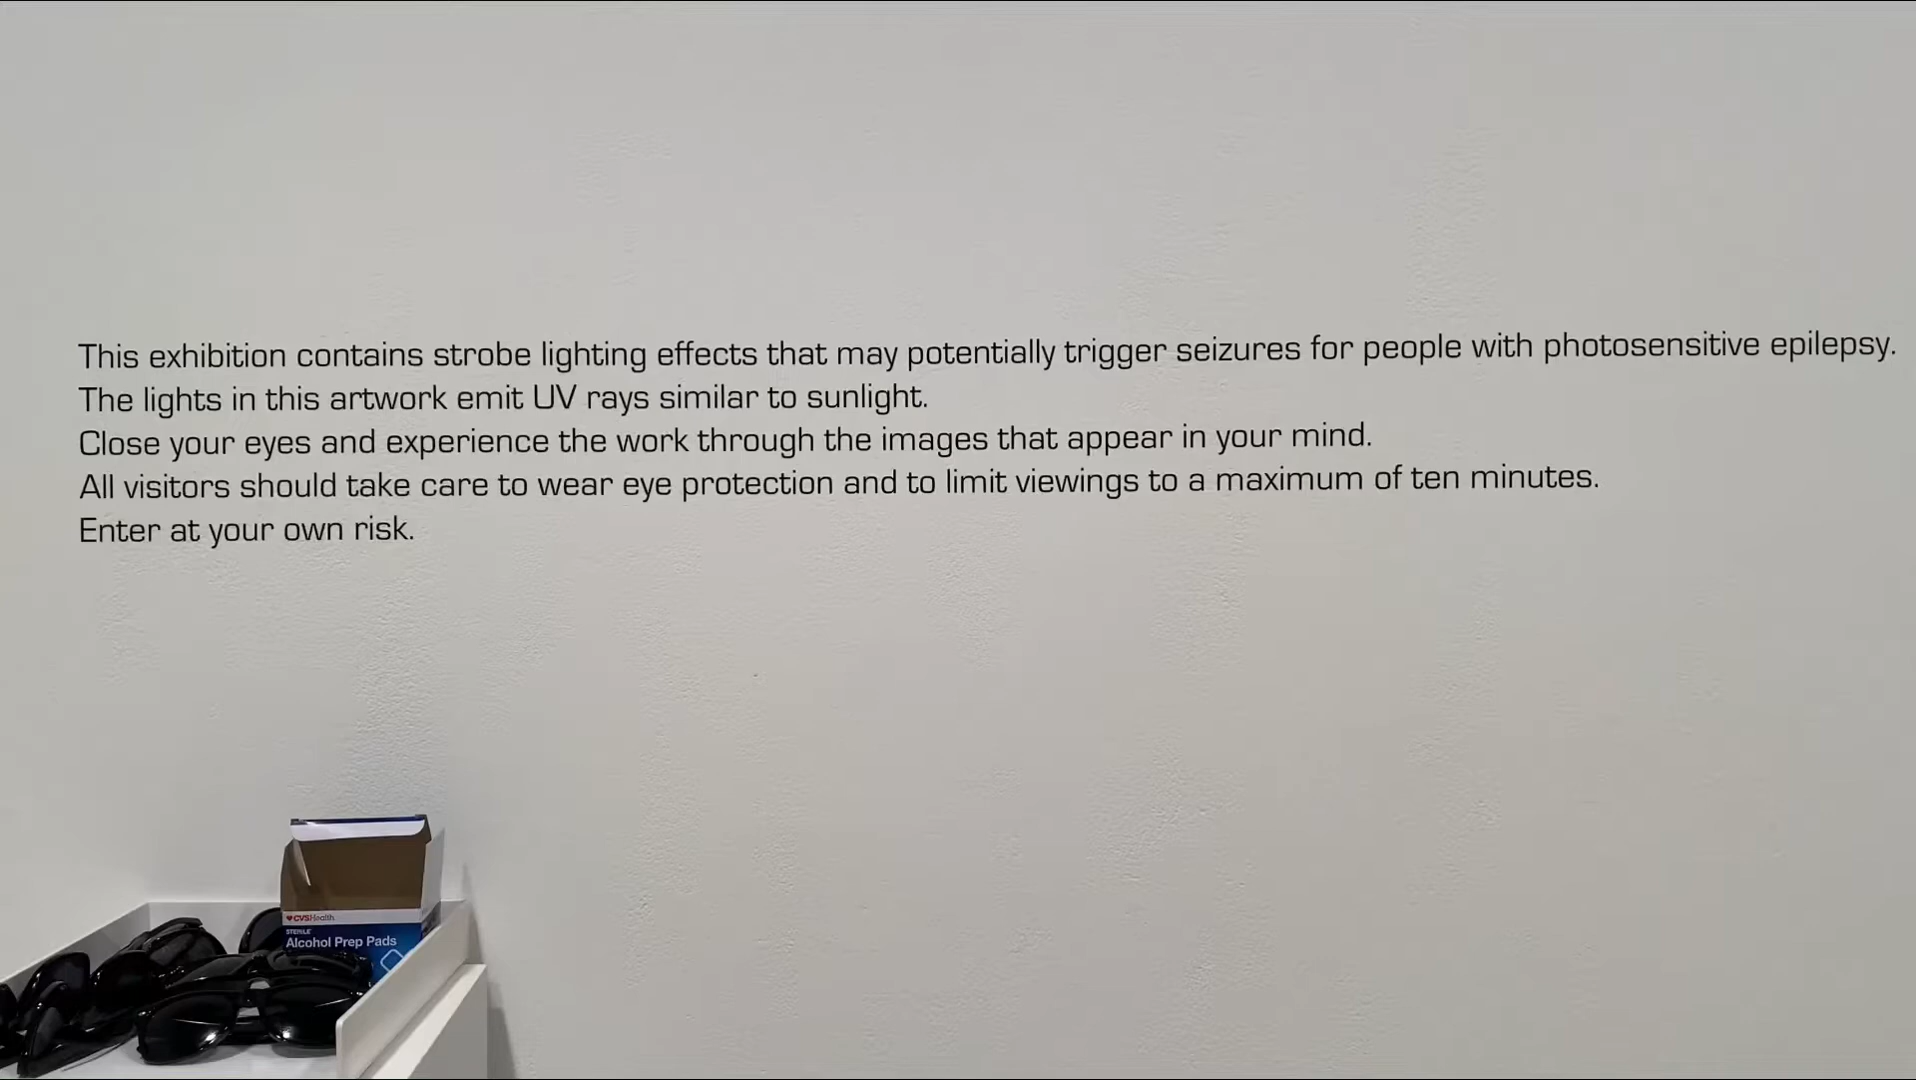 This exhibition contains strobe lighting effects that may potentially trigger seizures for people with photosensitive epilepsy.
The lights in this artwork emit UV rays similar to sunlight.
Close your eyes and experience the work through the images that appear in your mind.
All visitors should take care to wear eye protection and to limit viewings to a maximum of ten minutes.
Enter at your own risk.
CVSHealth
STERILE
Alcohol Prep Pads